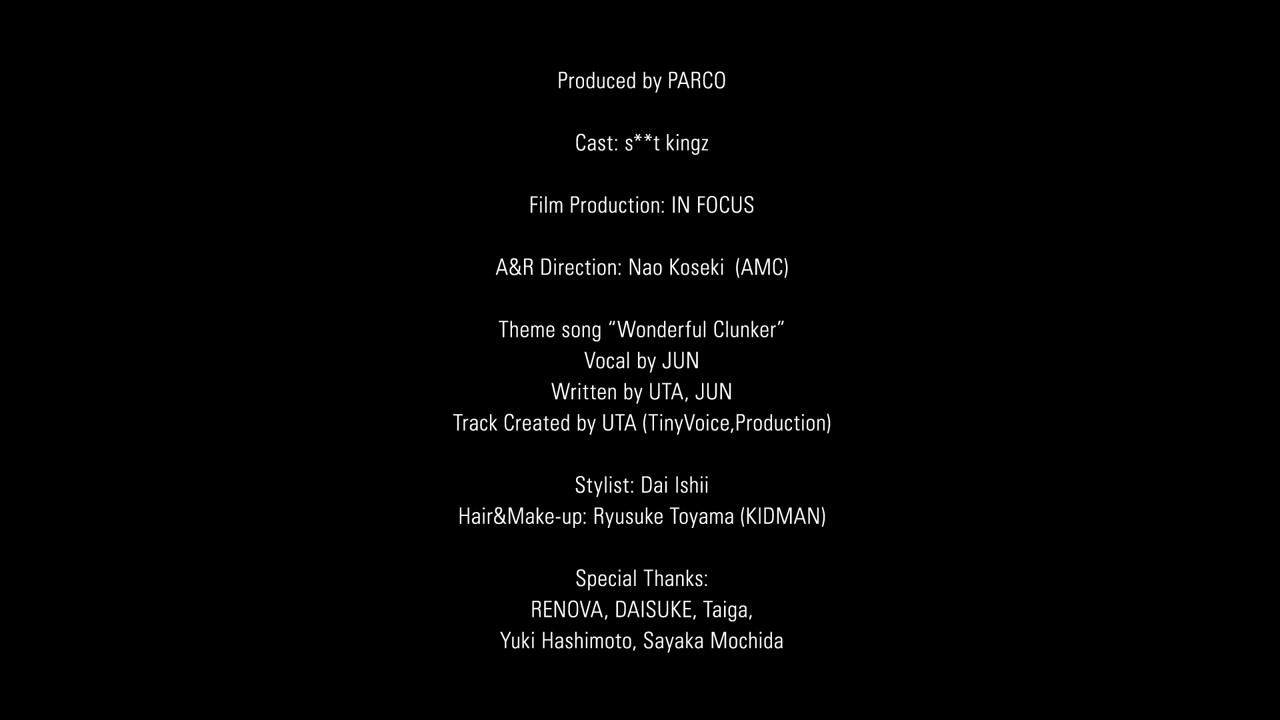 Produced by PARCO
Cast: s**t kingz
Film Production: IN FOCUS
A&R Direction: Nao Koseki (AMC)
Theme song “Wonderful Clunker”
Vocal by JUN
Written by UTA, JUN
Track Created by UTA (TinyVoice,Production)
Stylist: Dai Ishii
Hair&Make-up: Ryusuke Toyama (KIDMAN)
Special Thanks:
RENOVA, DAISUKE, Taiga,
Yuki Hashimoto, Sayaka Mochida